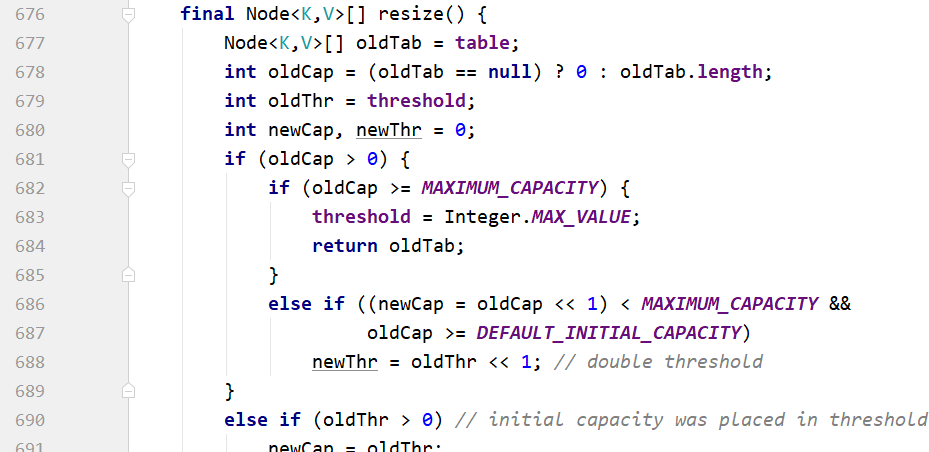 676 final Node<K,V>[] resize() {
677 Node<K,V>[] oldTab = table;
678 int oldCap = (oldTab == null) ? 0 : oldTab.length;
679 int oldThr = threshold;
680 int newCap, newThr = 0;
681 if (oldCap > 0) {
682 if (oldCap >= MAXIMUM_CAPACITY) {
683 threshold = Integer.MAX_VALUE;
684 return oldTab;
685 }
686 else if ((newCap = oldCap << 1) < MAXIMUM_CAPACITY &&
687 oldCap >= DEFAULT_INITIAL_CAPACITY)
688 newThr = oldThr << 1; // double threshold
689 }
690 else if (oldThr > 0) // initial capacity was placed in threshold
691 newCap = oldThr;